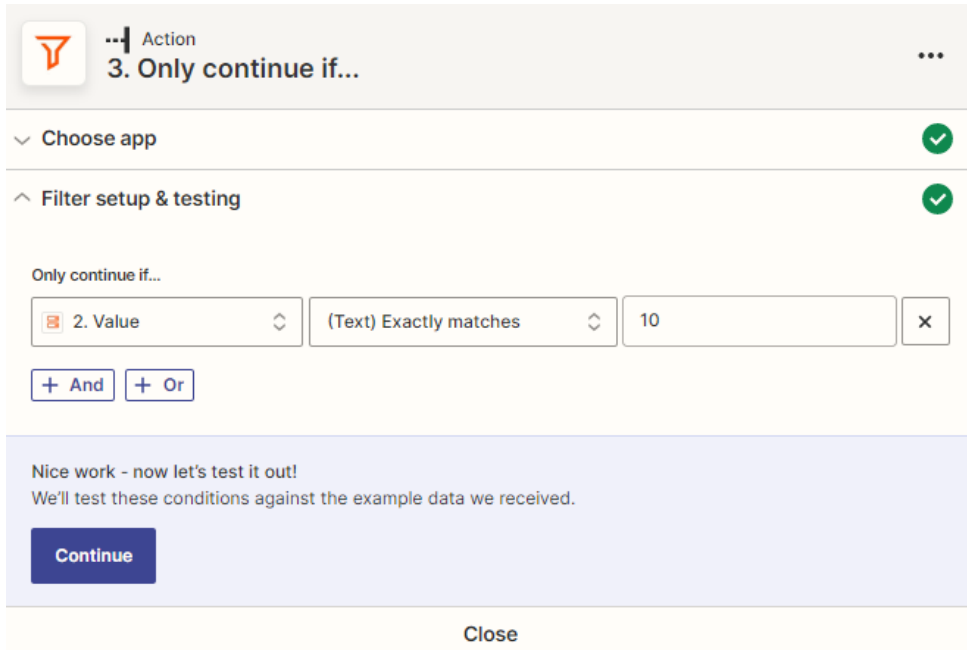 Action
3. Only continue if...
Choose app
Filter setup & testing
Only continue if...
2. Value
(Text) Exactly matches
10
+ And
+ Or
Nice work - now let's test it out!
We'll test these conditions against the example data we received.
Continue
Close